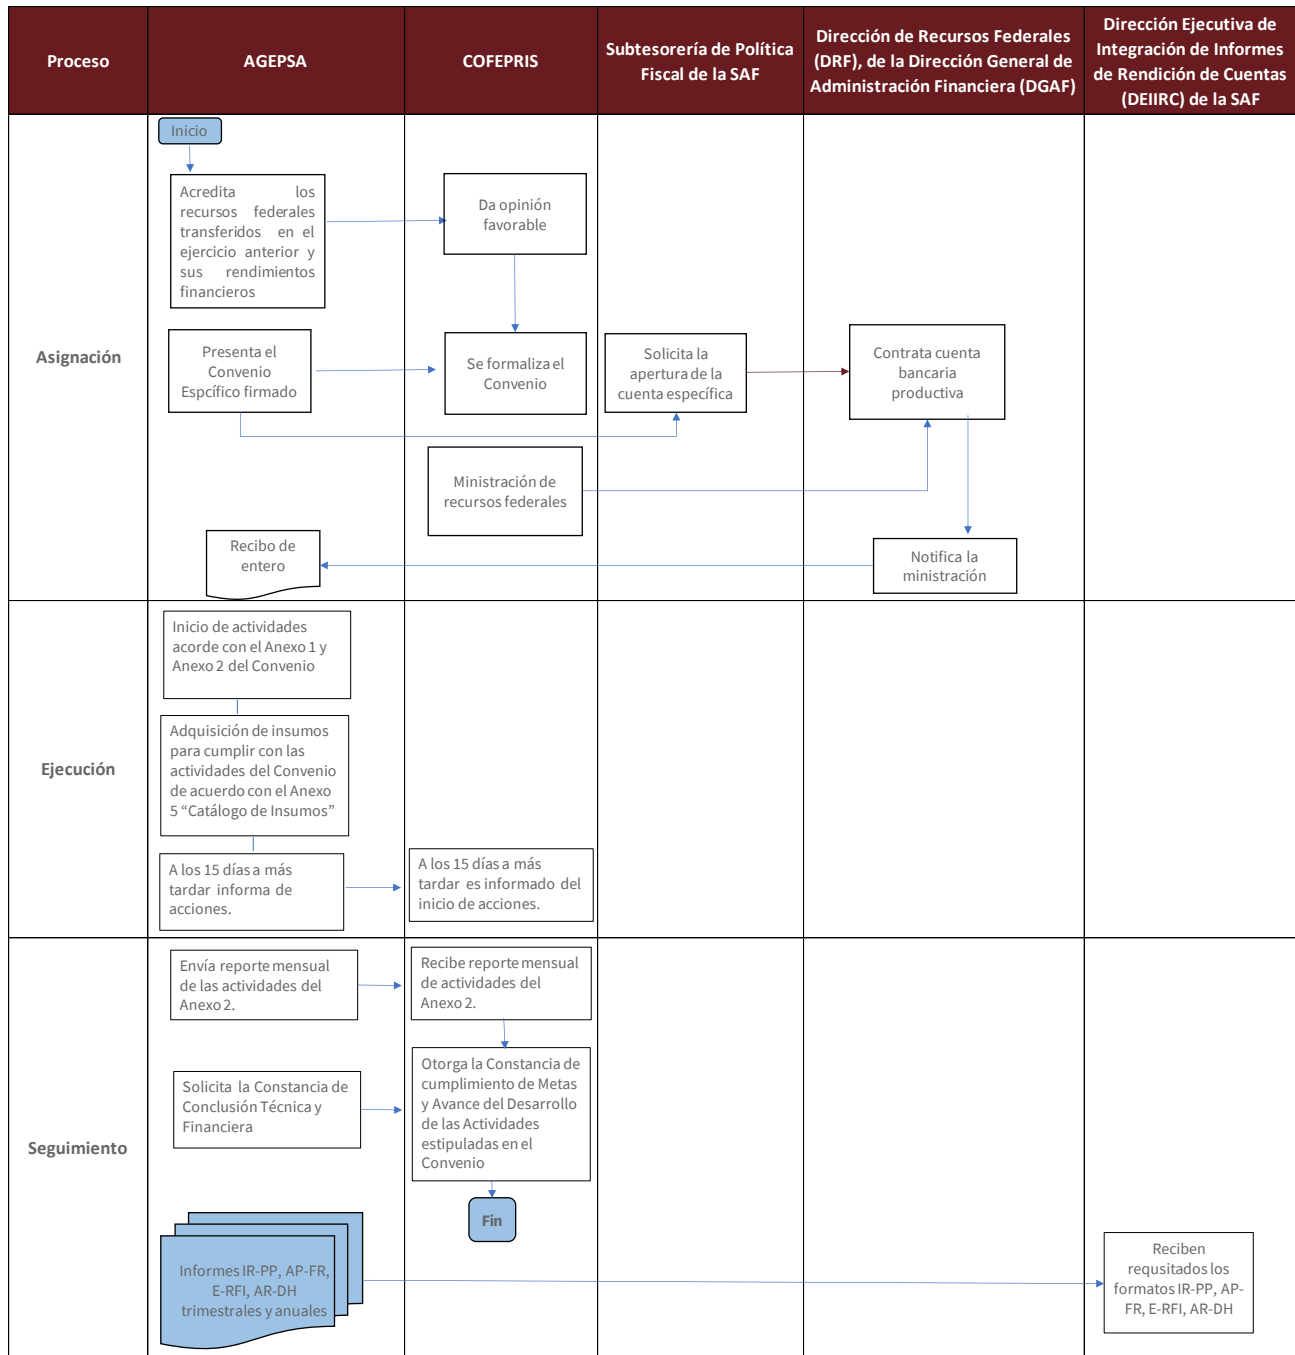 Proceso
AGEPSA
COFEPRIS
Subtesorería de Política
Fiscal de la SAF
Dirección de Recursos Federales
(DRF), de la Dirección General de
Administración Financiera (DGAF)
Dirección Ejecutiva de
Integración de Informes
de Rendición de Cuentas
(DEIIRC) de la SAF
Asignación
Inicio
Acredita los
recursos federales
transferidos en el
ejercicio anterior y
sus rendimientos
financieros
Da opinión
favorable
Presenta el
Convenio
Espcífico firmado
Se formaliza el
Convenio
Solicita la
apertura de la
cuenta específica
Contrata cuenta
bancaria
productiva
Ministración de
recursos federales
Recibo de
entero
Notifica la
ministración
Ejecución
Inicio de actividades
acorde con el Anexo 1 y
Anexo 2 del Convenio
Adquisición de insumos
para cumplir con las
actividades del Convenio
de acuerdo con el Anexo
5 “Catálogo de Insumos”
A los 15 días a más
tardar informa de
acciones.
A los 15 días a más
tardar es informado del
inicio de acciones.
Seguimiento
Envía reporte mensual
de las actividades del
Anexo 2.
Recibe reporte mensual
de actividades del
Anexo 2.
Solicita la Constancia de
Conclusión Técnica y
Financiera
Otorga la Constancia de
cumplimiento de Metas
y Avance del Desarrollo
de las Actividades
estipuladas en el
Convenio
Fin
Informes IR-PP, AP-FR,
E-RFI, AR-DH
trimestrales y anuales
Reciben
requsitados los
formatos IR-PP, AP-
FR, E-RFI, AR-DH